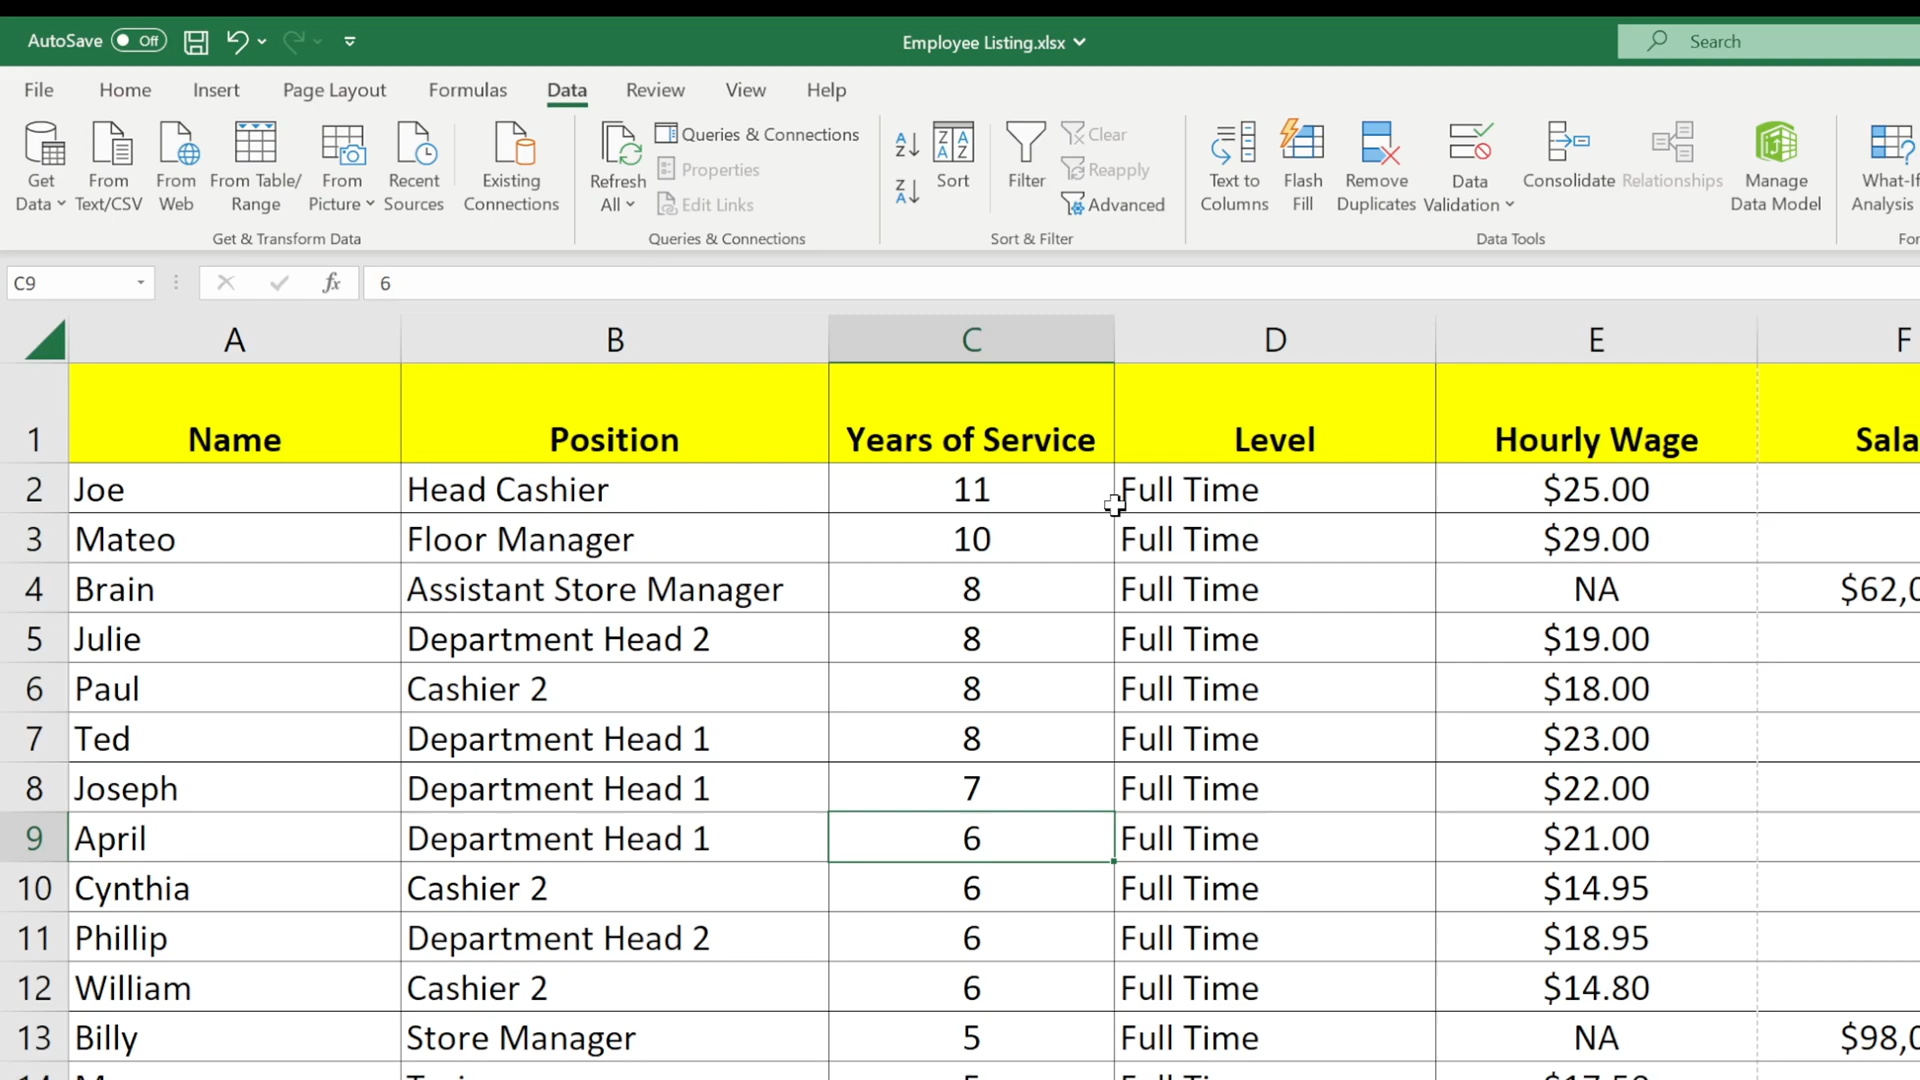 AutoSave Off Employee Listing.xlsx Search
File Home Insert Page Layout Formulas Data Review View Help
Get Data From Text/CSV From Web From Table/Range From Picture Recent Sources Existing Connections
Get & Transform Data
Refresh All Queries & Connections Properties Edit Links
Queries & Connections
Sort Filter Clear Reapply Advanced
Sort & Filter
Text to Columns Flash Fill Remove Duplicates Data Validation Consolidate Relationships Manage Data Model
Data Tools
What-If Analysis
C9 fx 6
A B C D E F
1 Name Position Years of Service Level Hourly Wage
2 Joe Head Cashier 11 Full Time $25.00
3 Mateo Floor Manager 10 Full Time $29.00
4 Brain Assistant Store Manager 8 Full Time NA $62,0
5 Julie Department Head 2 8 Full Time $19.00
6 Paul Cashier 2 8 Full Time $18.00
7 Ted Department Head 1 8 Full Time $23.00
8 Joseph Department Head 1 7 Full Time $22.00
9 April Department Head 1 6 Full Time $21.00
10 Cynthia Cashier 2 6 Full Time $14.95
11 Phillip Department Head 2 6 Full Time $18.95
12 William Cashier 2 6 Full Time $14.80
13 Billy Store Manager 5 Full Time NA $98,0